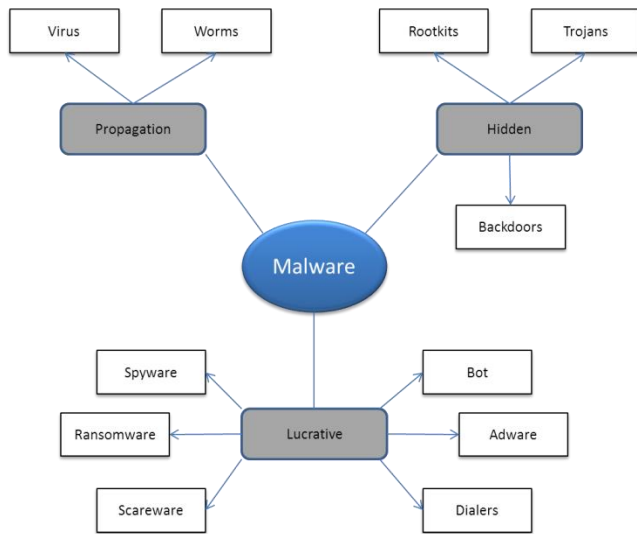 Virus
Worms
Rootkits
Trojans
Propagation
Hidden
Backdoors
Malware
Spyware
Bot
Ransomware
Lucrative
Adware
Scareware
Dialers